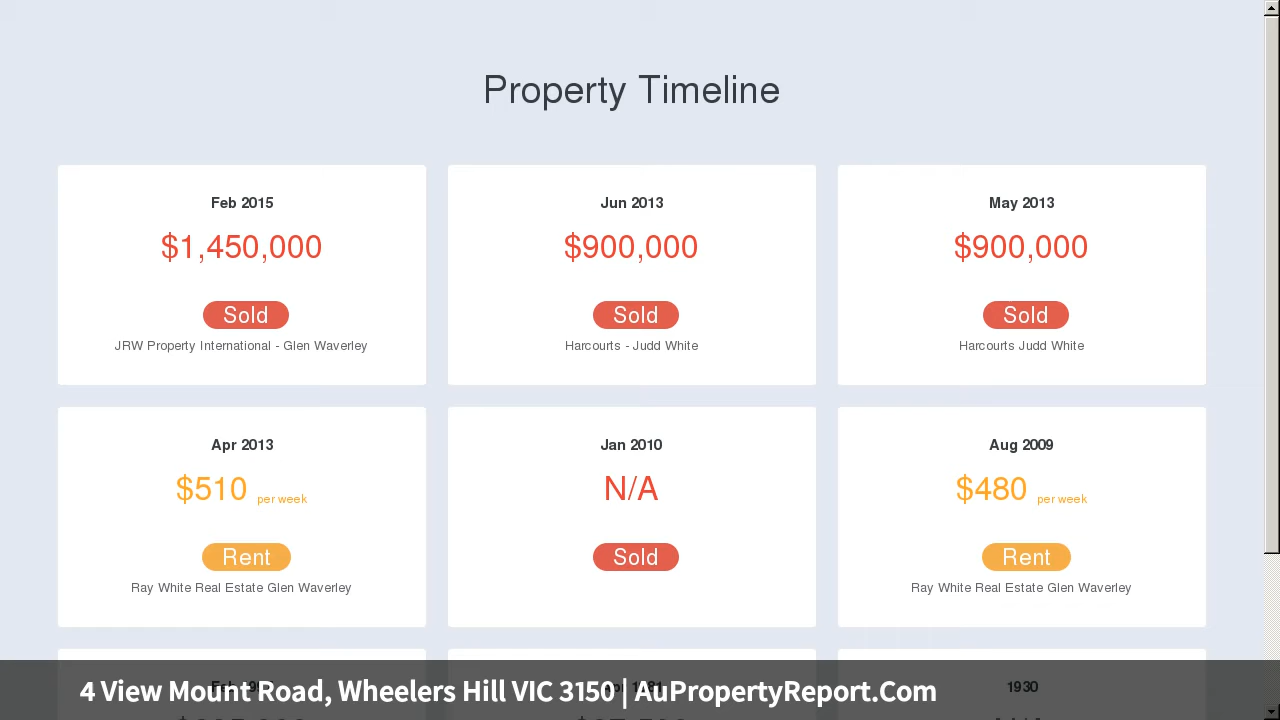 Property Timeline
Feb 2015
$1,450,000
Sold
JRW Property International - Glen Waverley
Jun 2013
$900,000
Sold
Harcourts - Judd White
May 2013
$900,000
Sold
Harcourts Judd White
Apr 2013
$510 per week
Rent
Ray White Real Estate Glen Waverley
Jan 2010
N/A
Sold
Aug 2009
$480 per week
Rent
Ray White Real Estate Glen Waverley
1930
4 View Mount Road, Wheelers Hill VIC 3150 | AuPropertyReport.Com